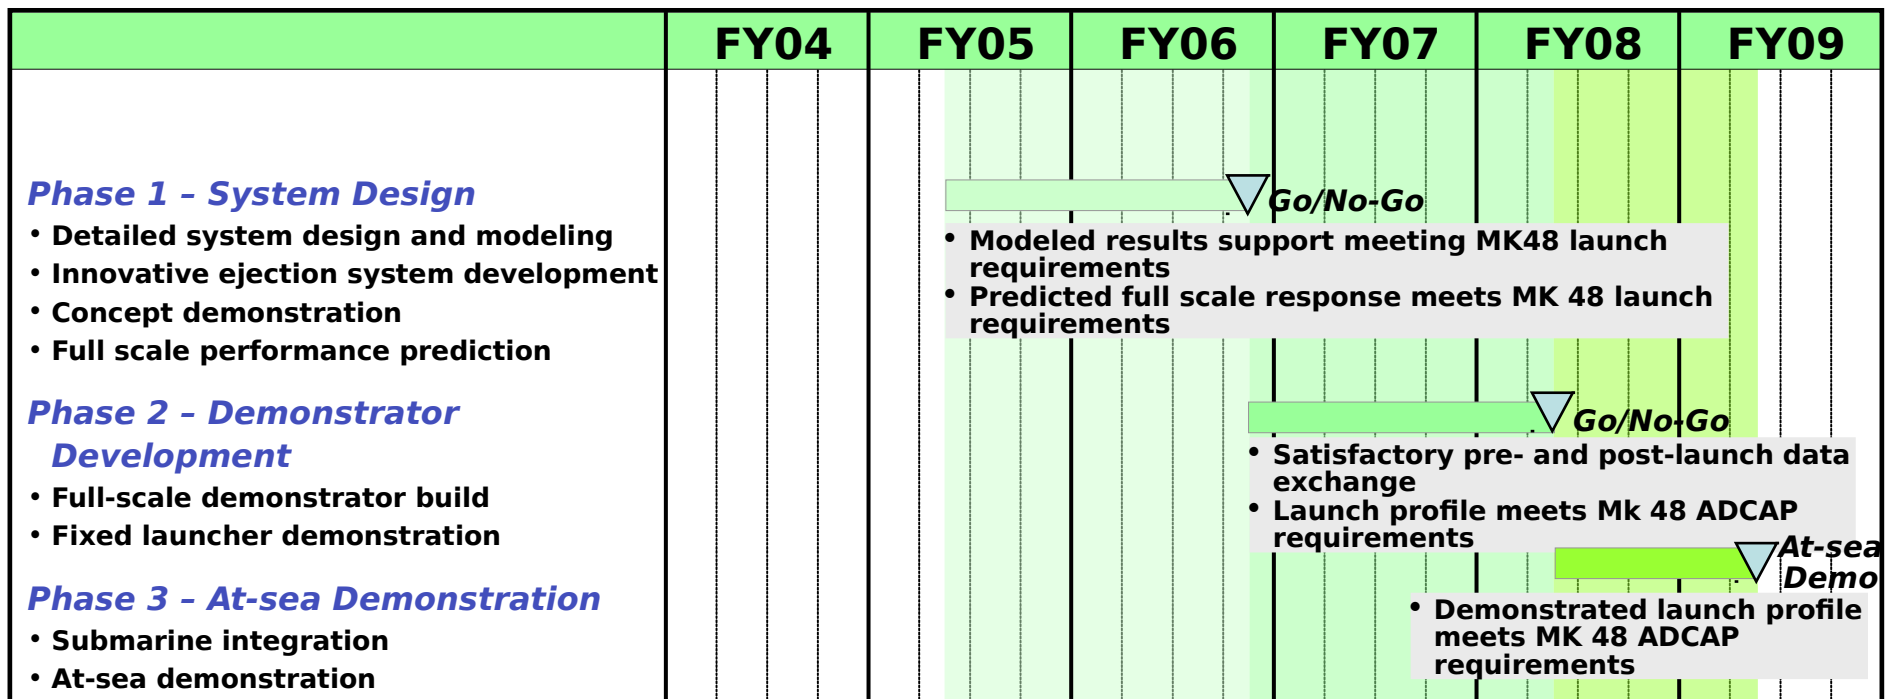 FY04 FY05 FY06 FY07 FY08 FY09
Phase 1 – System Design
• Detailed system design and modeling
• Innovative ejection system development
• Concept demonstration
• Full scale performance prediction
Go/No-Go
• Modeled results support meeting MK48 launch
requirements
• Predicted full scale response meets MK 48 launch
requirements
Phase 2 – Demonstrator
Development
• Full-scale demonstrator build
• Fixed launcher demonstration
Go/No-Go
• Satisfactory pre- and post-launch data
exchange
• Launch profile meets Mk 48 ADCAP
requirements
Phase 3 – At-sea Demonstration
• Submarine integration
• At-sea demonstration
At-sea
Demo
• Demonstrated launch profile
meets MK 48 ADCAP
requirements